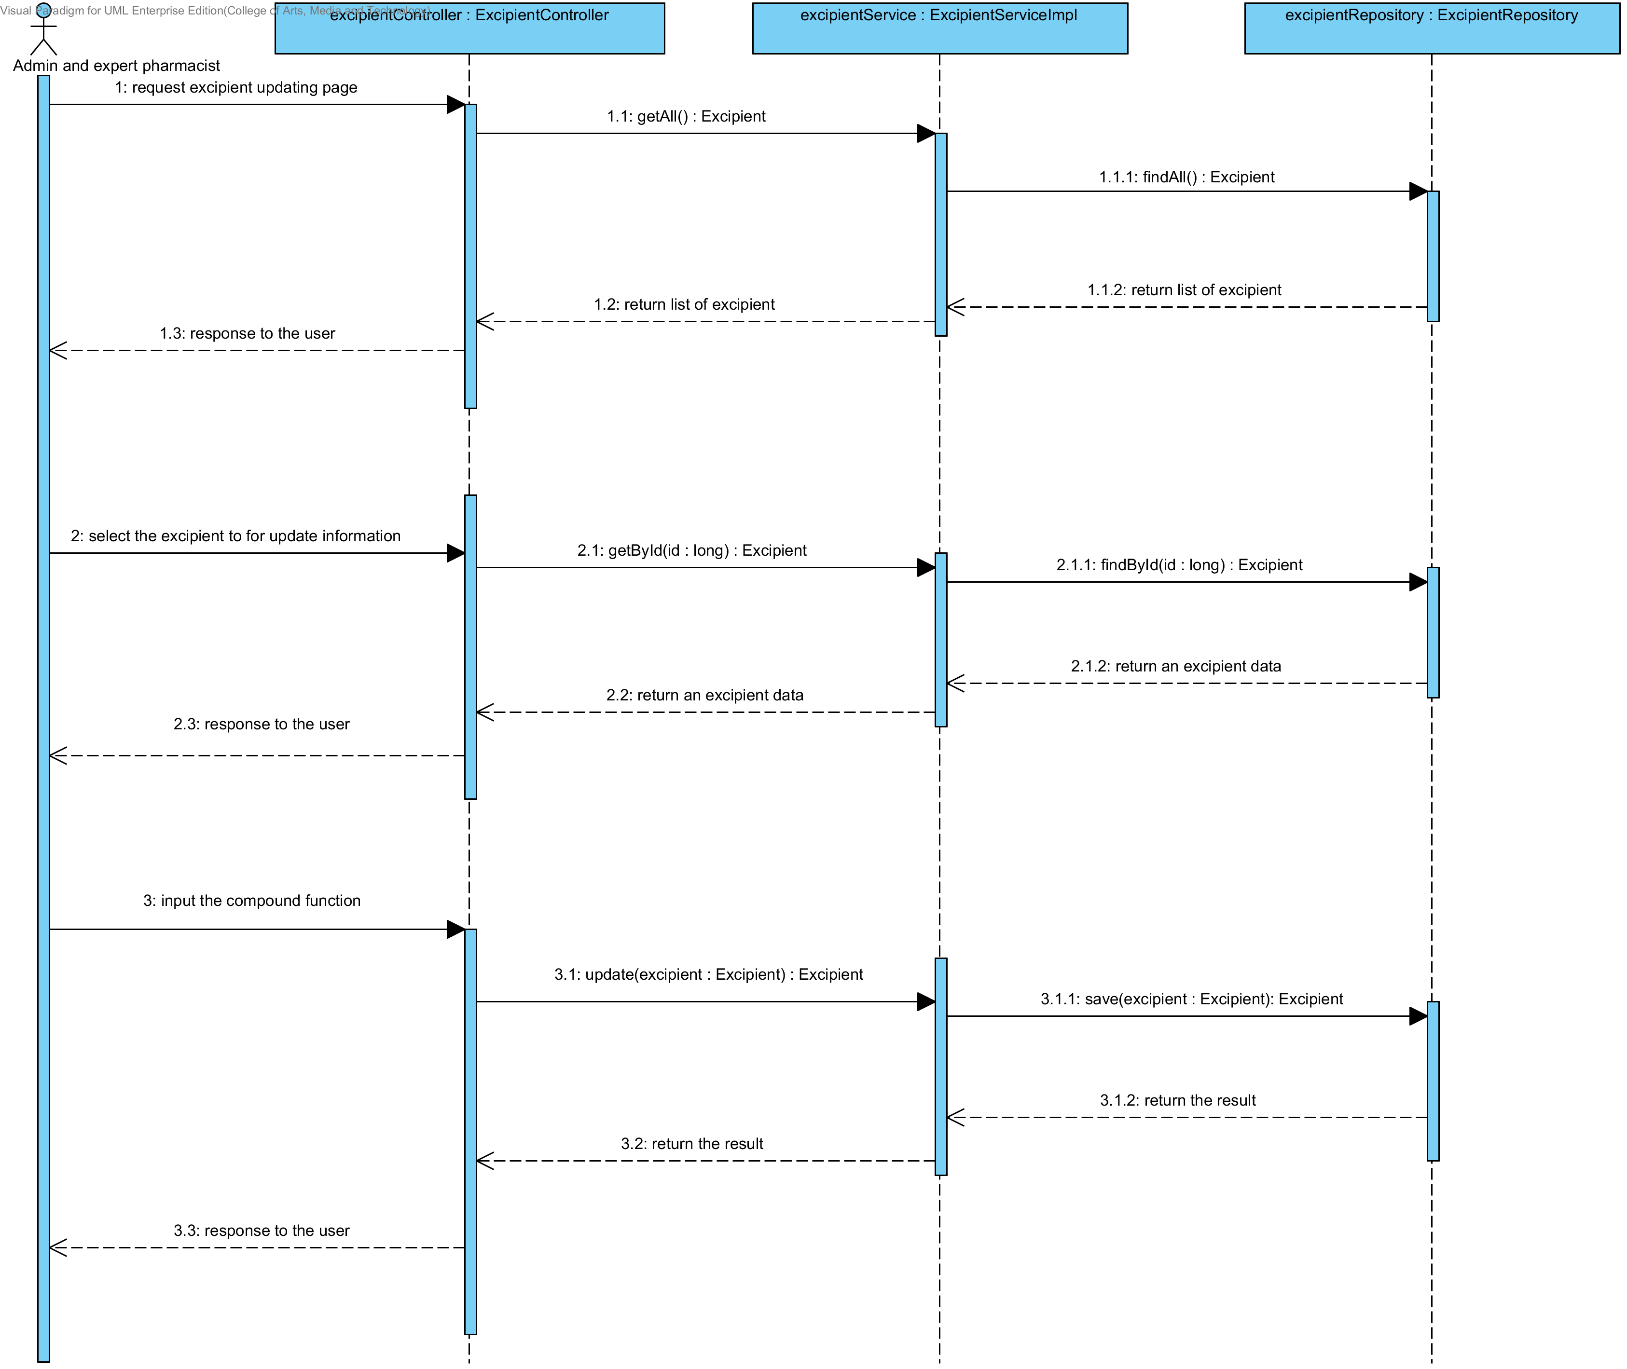 Visual Paradigm for UML Enterprise Edition(College of Arts, Media and Technology)
excipientController : ExcipientController
excipientService : ExcipientServiceImpl
excipientRepository : ExcipientRepository
Admin and expert pharmacist
1: request excipient updating page
1.1: getAll() : Excipient
1.1.1: findAll() : Excipient
1.1.2: return list of excipient
1.2: return list of excipient
1.3: response to the user
2: select the excipient to for update information
2.1: getById(id : long) : Excipient
2.1.1: findById(id : long) : Excipient
2.1.2: return an excipient data
2.2: return an excipient data
2.3: response to the user
3: input the compound function
3.1: update(excipient : Excipient) : Excipient
3.1.1: save(excipient : Excipient): Excipient
3.1.2: return the result
3.2: return the result
3.3: response to the user